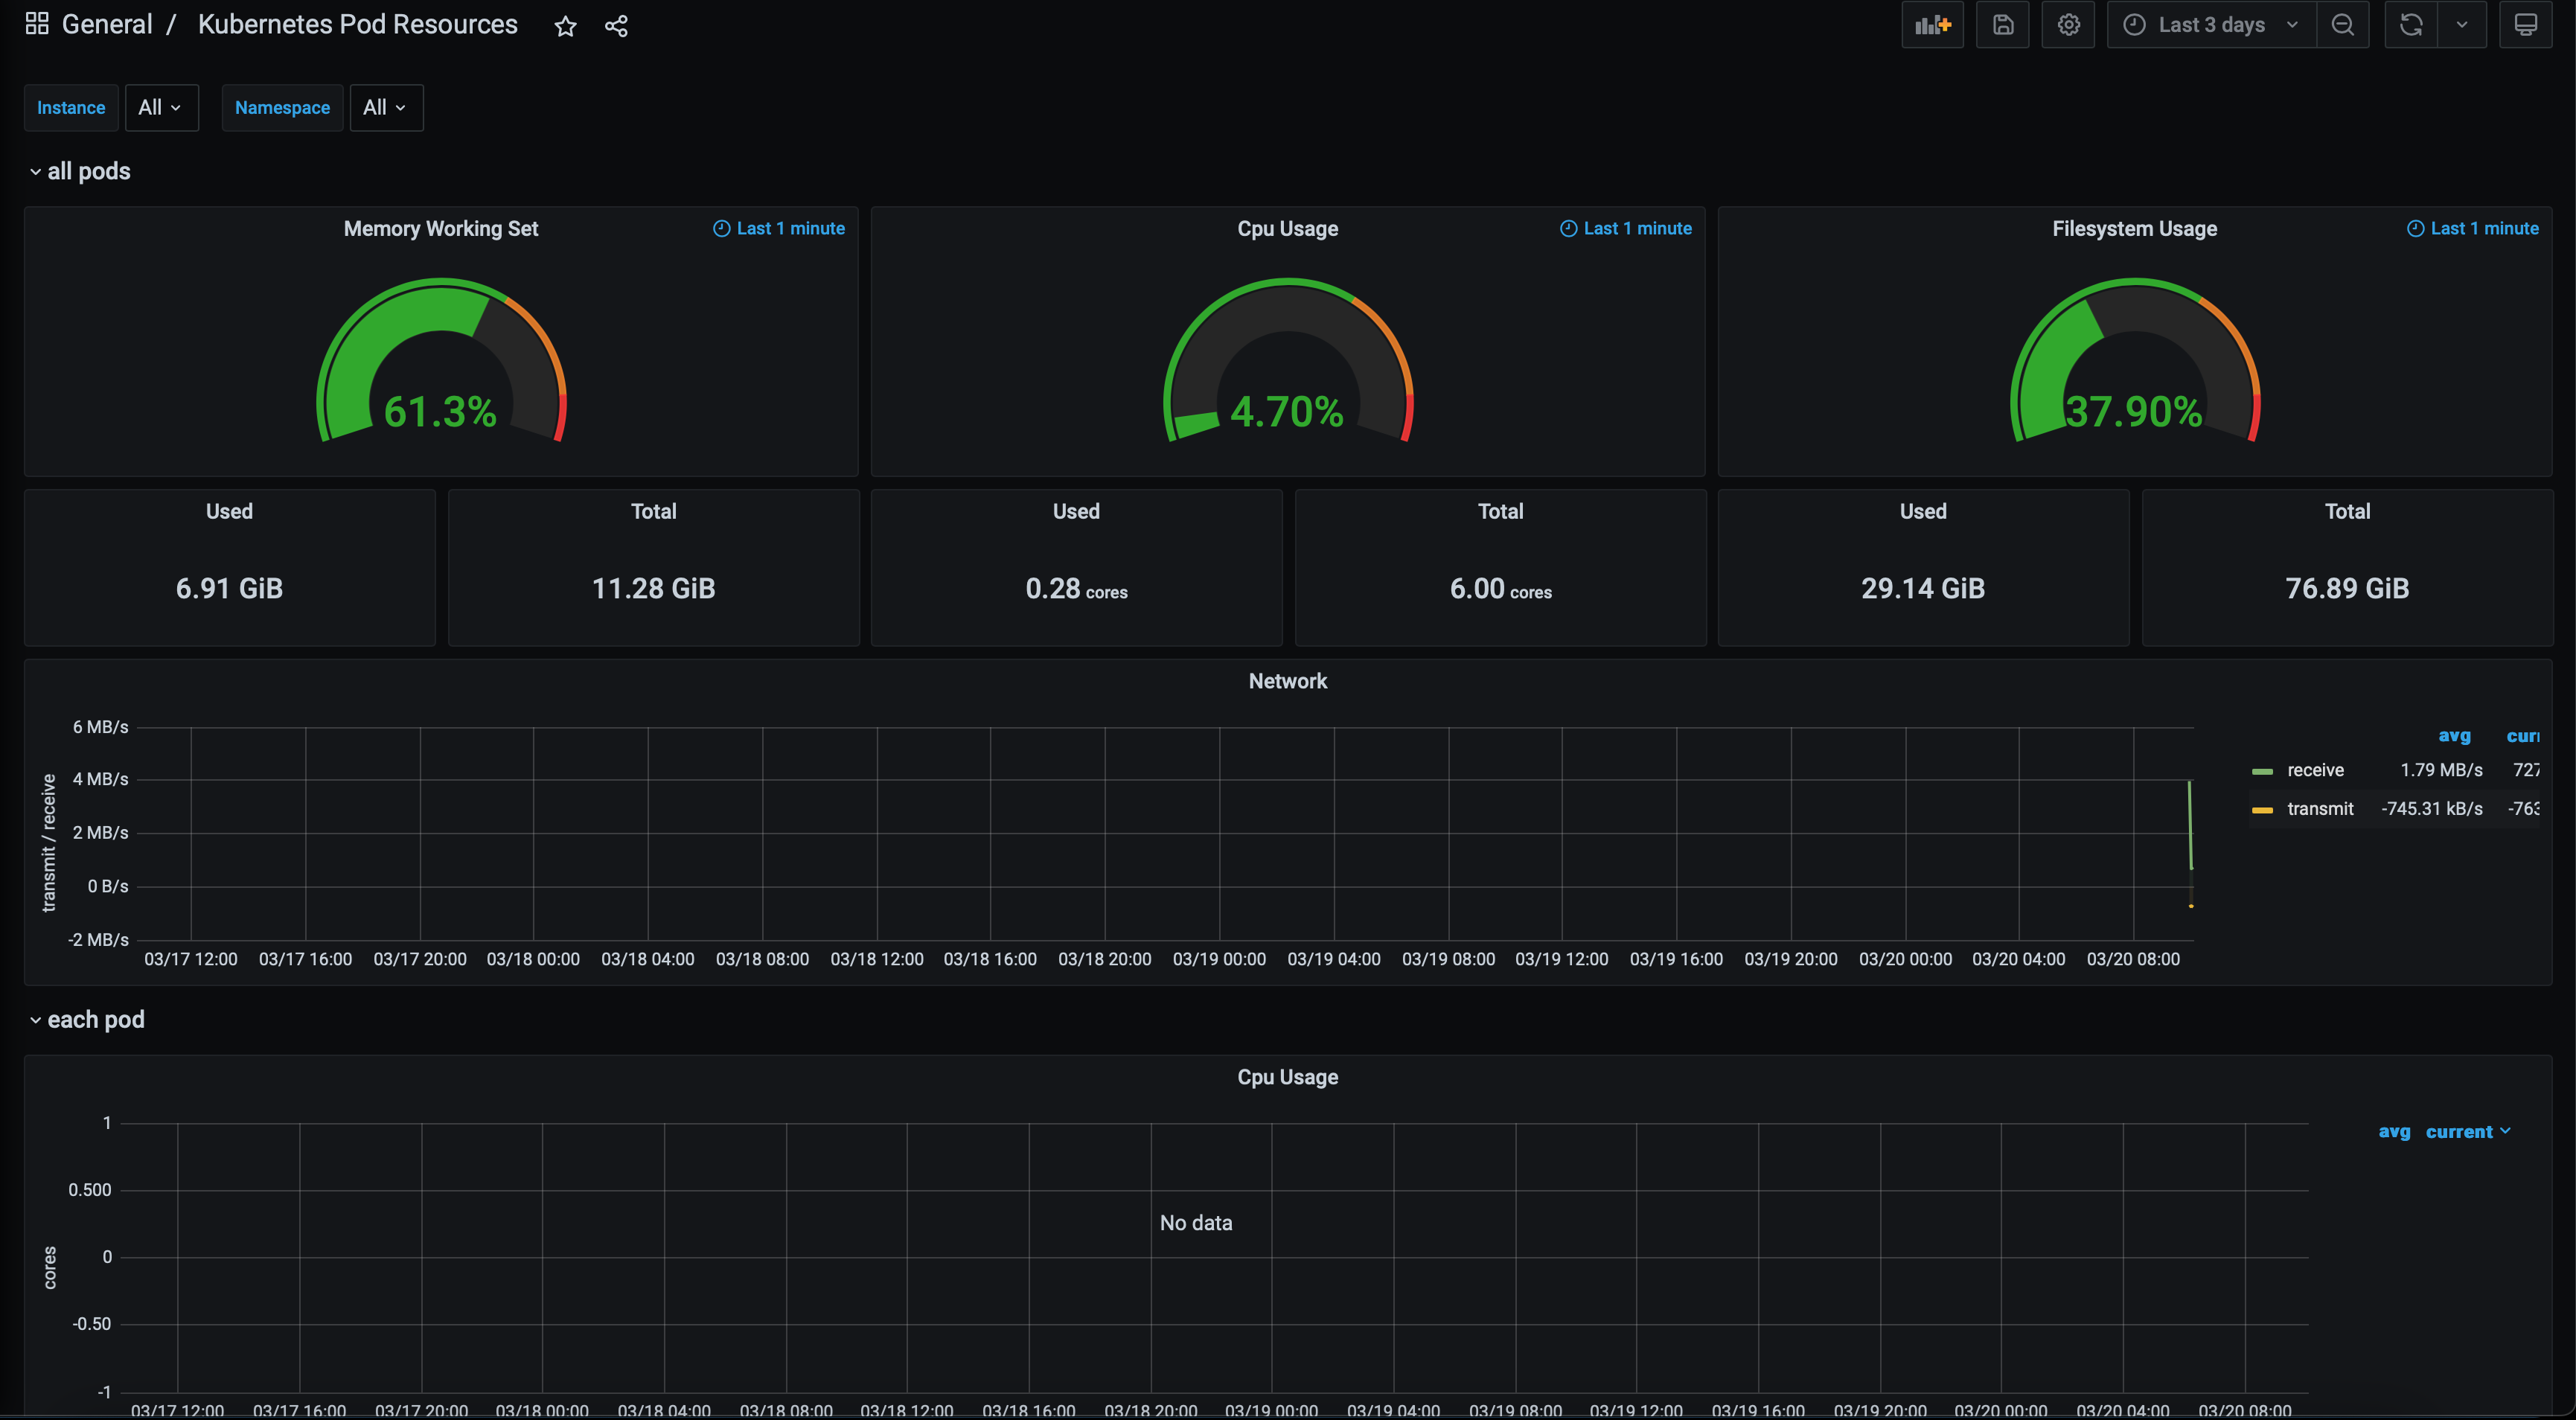 General / Kubernetes Pod Resources
Last 3 days
Instance All Namespace All
all pods
Memory Working Set Last 1 minute
61.3%
Cpu Usage Last 1 minute
4.70%
Filesystem Usage Last 1 minute
37.90%
Used
6.91 GiB
Total
11.28 GiB
Used
0.28 cores
Total
6.00 cores
Used
29.14 GiB
Total
76.89 GiB
Network
transmit / receive
6 MB/s
4 MB/s
2 MB/s
0 B/s
-2 MB/s
03/17 12:00 03/17 16:00 03/17 20:00 03/18 00:00 03/18 04:00 03/18 08:00 03/18 12:00 03/18 16:00 03/18 20:00 03/19 00:00 03/19 04:00 03/19 08:00 03/19 12:00 03/19 16:00 03/19 20:00 03/20 00:00 03/20 04:00 03/20 08:00
avg curr
receive 1.79 MB/s 727
transmit -745.31 kB/s -763
each pod
Cpu Usage
cores
1
0.500
0
-0.50
-1
No data
03/17 12:00 03/17 16:00 03/17 20:00 03/18 00:00 03/18 04:00 03/18 08:00 03/18 12:00 03/18 16:00 03/18 20:00 03/19 00:00 03/19 04:00 03/19 08:00 03/19 12:00 03/19 16:00 03/19 20:00 03/20 00:00 03/20 04:00 03/20 08:00
avg current